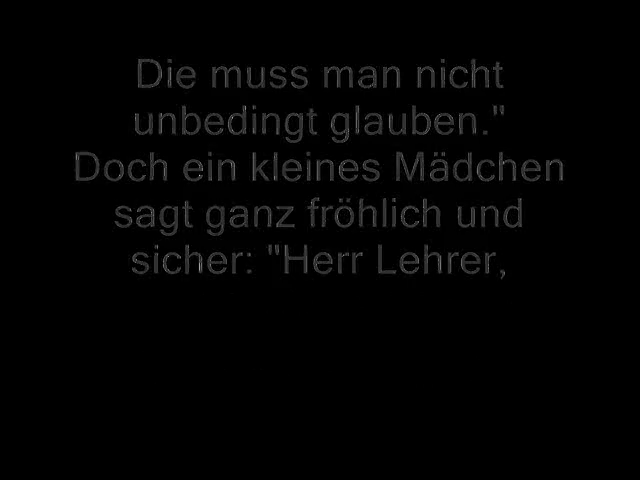 Die muss man nicht
unbedingt glauben."
Doch ein kleines Mädchen
sagt ganz fröhlich und
sicher: "Herr Lehrer,